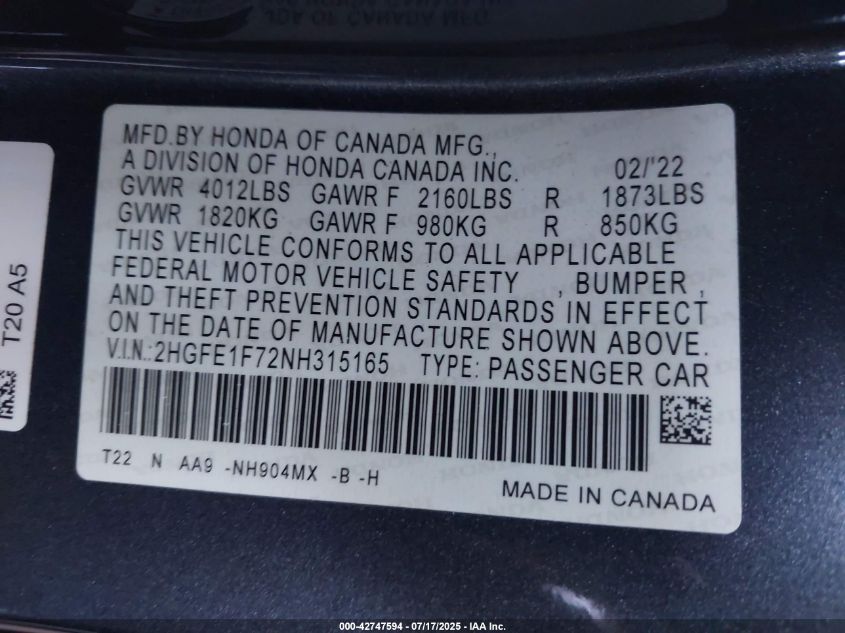 MFD.BY HONDA OF CANADA MFG.,
A DIVISION OF HONDA CANADA INC. 02/'22
GVWR 4012LBS GAWR F 2160LBS R 1873LBS
GVWR 1820KG GAWR F 980KG R 850KG
THIS VEHICLE CONFORMS TO ALL APPLICABLE
FEDERAL MOTOR VEHICLE SAFETY , BUMPER ,
AND THEFT PREVENTION STANDARDS IN EFFECT
ON THE DATE OF MANUFACTURE SHOWN ABOVE.
V.I.N.:2HGFE1F72NH315165 TYPE: PASSENGER CAR
T22 N AA9 -NH904MX -B -H
MADE IN CANADA
T20 A5
000-42747594 - 07/17/2025 - IAA Inc.